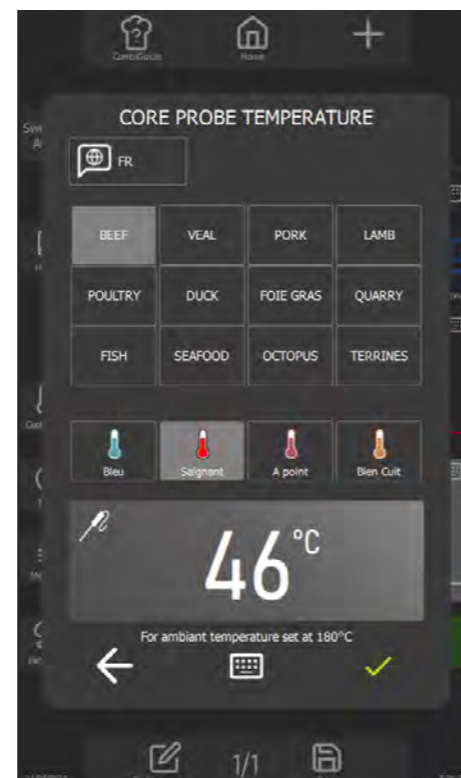 CombiGuide
Home
CORE PROBE TEMPERATURE
FR
BEEF VEAL PORK LAMB
POULTRY DUCK FOIE GRAS QUARRY
FISH SEAFOOD OCTOPUS TERRINES
Bleu Saignant A point Bien Cuit
46°C
For ambiant temperature set at 180°C
1/1